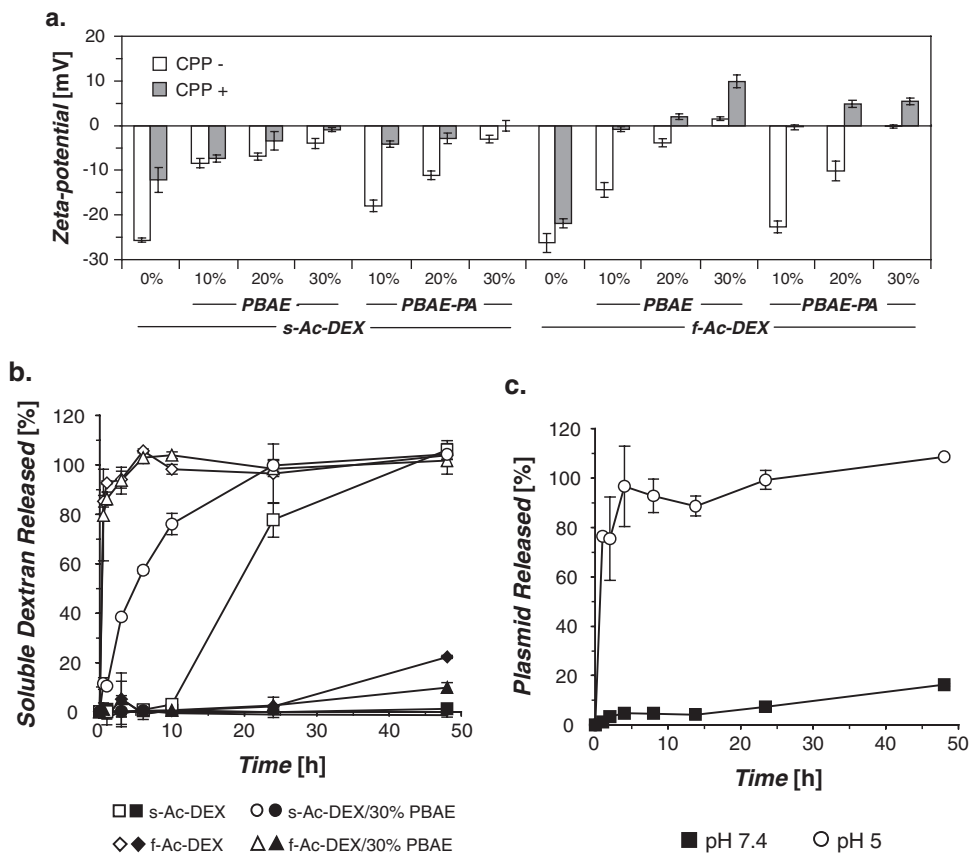 a.
Zeta-potential [mV]
20
10
0
-10
-20
-30
CPP -
CPP +
0% 10% 20% 30% 10% 20% 30% 0% 10% 20% 30% 10% 20% 30%
PBAE PBAE-PA PBAE PBAE-PA
s-Ac-DEX f-Ac-DEX
b.
Soluble Dextran Released [%]
120
100
80
60
40
20
0
0 10 20 30 40 50
Time [h]
s-Ac-DEX s-Ac-DEX/30% PBAE
f-Ac-DEX f-Ac-DEX/30% PBAE
c.
Plasmid Released [%]
120
100
80
60
40
20
0
0 10 20 30 40 50
Time [h]
pH 7.4 pH 5